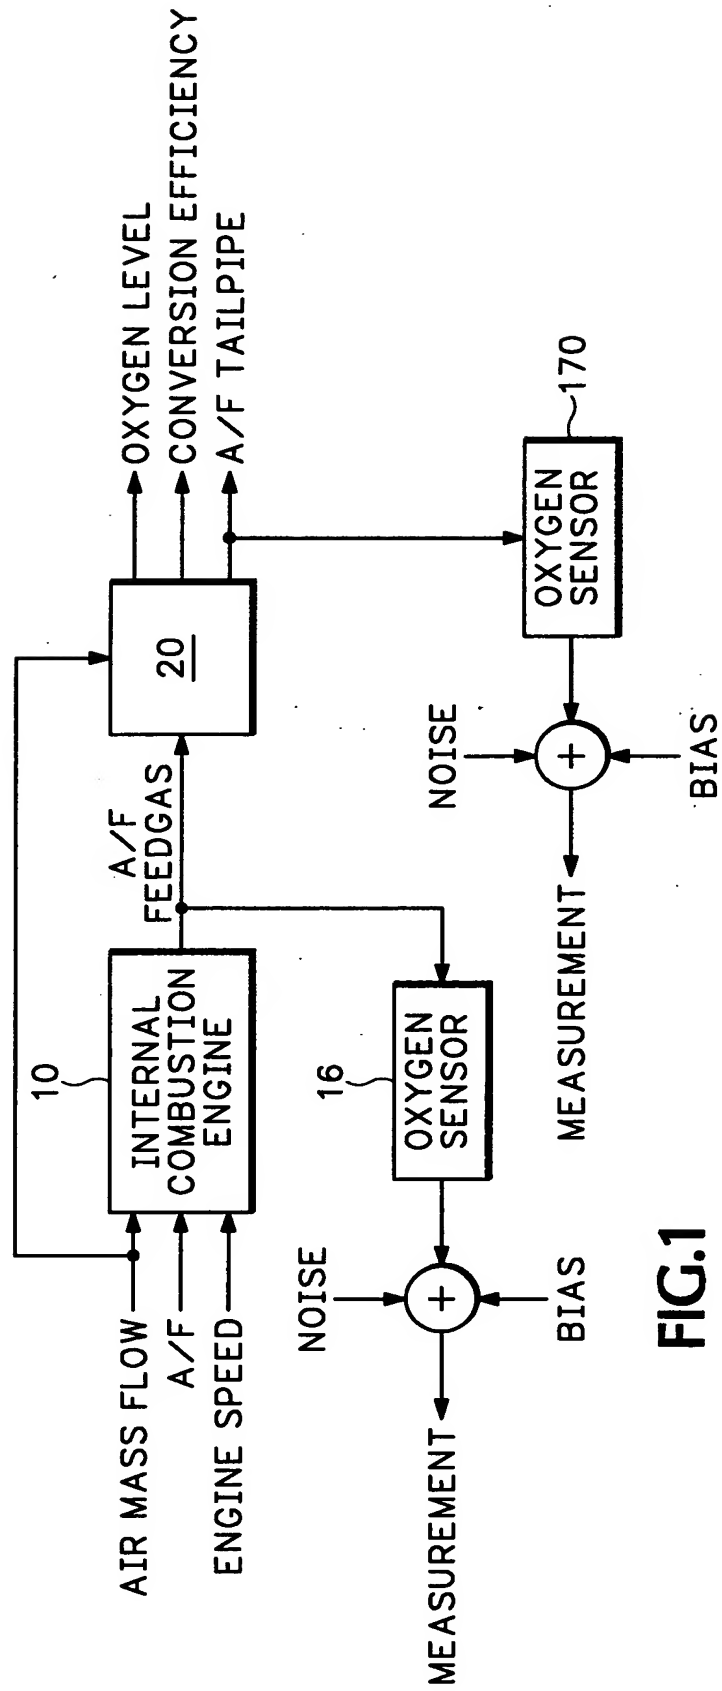 OXYGEN LEVEL
CONVERSION EFFICIENCY
A/F TAILPIPE
20
A/F
FEEDGAS
10
INTERNAL
COMBUSTION
ENGINE
AIR MASS FLOW
A/F
ENGINE SPEED
170
OXYGEN
SENSOR
NOISE
+
BIAS
MEASUREMENT
16
OXYGEN
SENSOR
NOISE
+
BIAS
MEASUREMENT
FIG.1